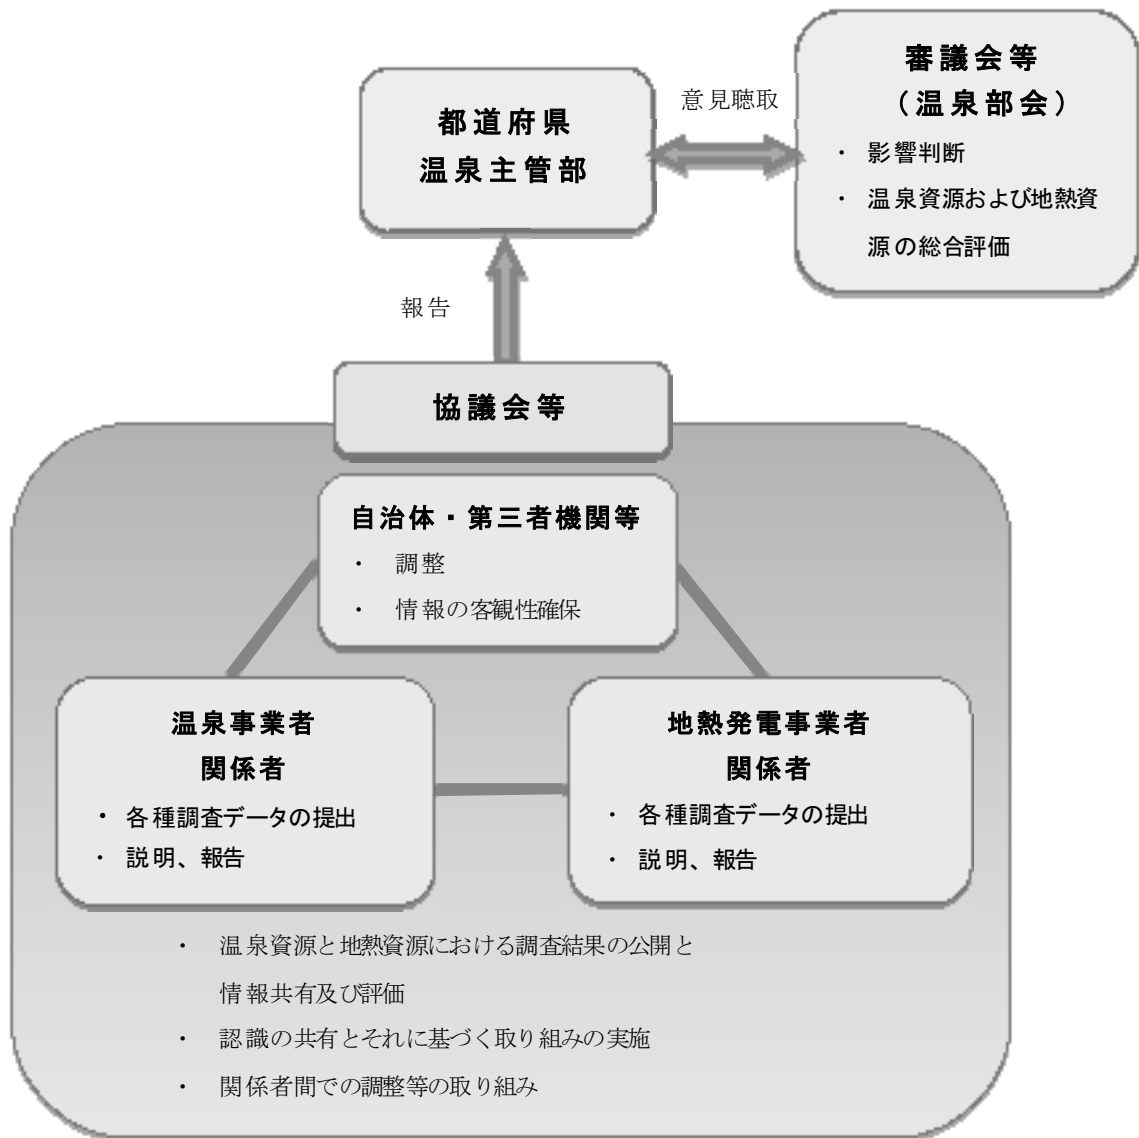 審議会等
（温泉部会）
・ 影響判断
・ 温泉資源および地熱資
源の総合評価
意見聴取
都道府県
温泉主管部
報告
協議会等
自治体・第三者機関等
・ 調整
・ 情報の客観性確保
温泉事業者
関係者
・ 各種調査データの提出
・ 説明、報告
地熱発電事業者
関係者
・ 各種調査データの提出
・ 説明、報告
・ 温泉資源と地熱資源における調査結果の公開と
情報共有及び評価
・ 認識の共有とそれに基づく取り組みの実施
・ 関係者間での調整等の取り組み